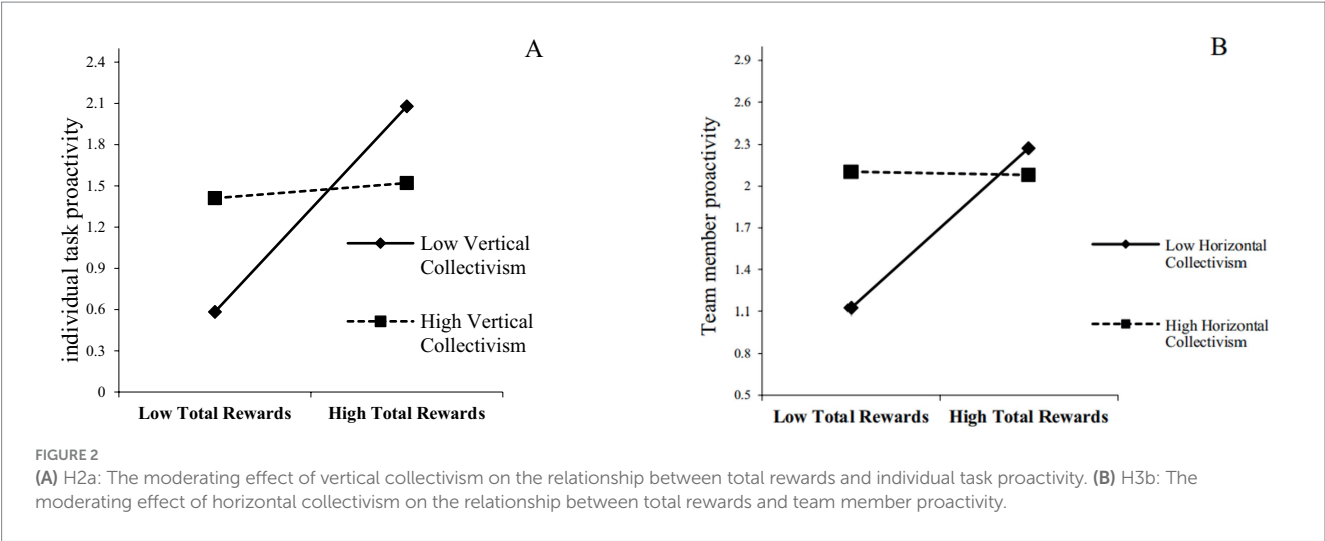 A
individual task proactivity
2.4
2.1
1.8
1.5
1.2
0.9
0.6
0.3
0
Low Total Rewards
High Total Rewards
Low Vertical
Collectivism
High Vertical
Collectivism
B
Team member proactivity
2.9
2.6
2.3
2
1.7
1.4
1.1
0.8
0.5
Low Total Rewards
High Total Rewards
Low Horizontal
Collectivism
High Horizontal
Collectivism
FIGURE 2
(A) H2a: The moderating effect of vertical collectivism on the relationship between total rewards and individual task proactivity. (B) H3b: The
moderating effect of horizontal collectivism on the relationship between total rewards and team member proactivity.